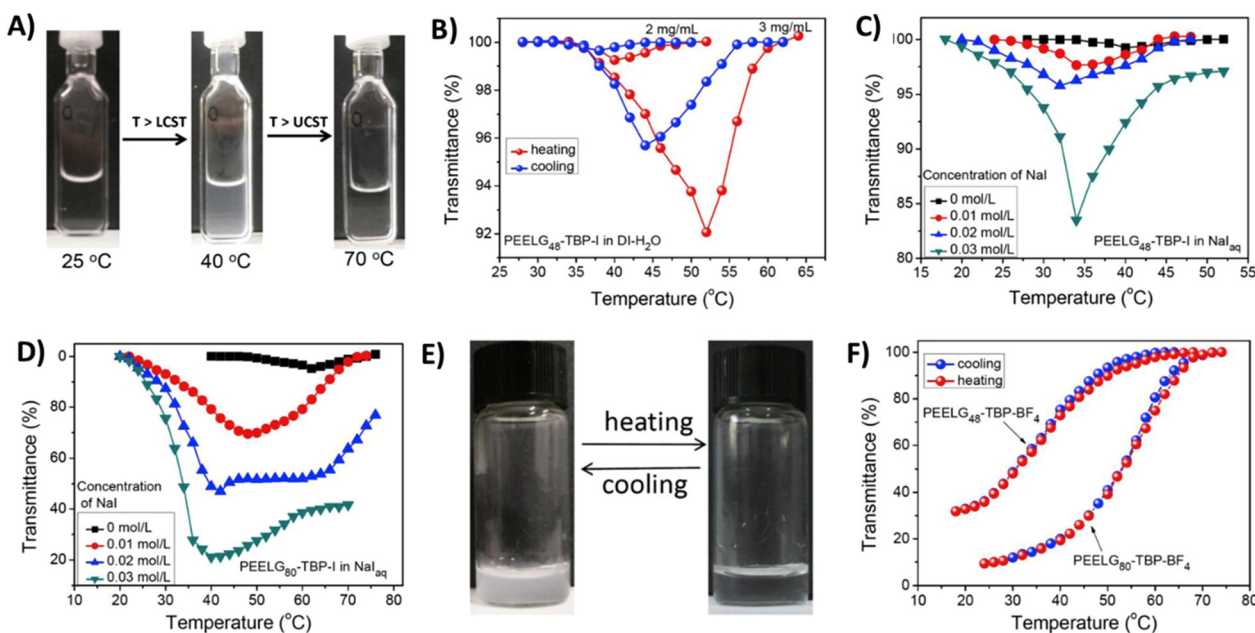 A)
T > LCST
T > UCST
25 °C
40 °C
70 °C
B)
2 mg/mL
3 mg/mL
100
98
96
94
92
Transmittance (%)
heating
cooling
PEELG48-TBP-I in DI-H2O
25 30 35 40 45 50 55 60 65
Temperature (°C)
C)
100
95
90
85
80
Transmittance (%)
Concentration of NaI
0 mol/L
0.01 mol/L
0.02 mol/L
0.03 mol/L
PEELG48-TBP-I in NaIaq
15 20 25 30 35 40 45 50 55
Temperature (°C)
D)
0
80
60
40
20
Transmittance (%)
Concentration
of NaI
0 mol/L
0.01 mol/L
0.02 mol/L
0.03 mol/L
PEELG80-TBP-I in NaIaq
10 20 30 40 50 60 70 80
Temperature (°C)
E)
heating
cooling
F)
100
90
80
70
60
50
40
30
20
10
0
Transmittance (%)
cooling
heating
PEELG48-TBP-BF4
PEELG80-TBP-BF4
10 20 30 40 50 60 70 80
Temperature (°C)